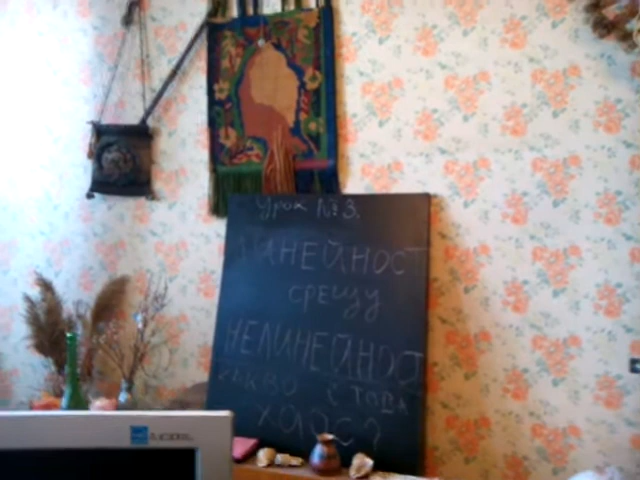 Урок №3.
ЛИНЕЙНОСТ
срещу
НЕЛИНЕЙНОСТ
КАКВО Е ТОВА
ХАОС?